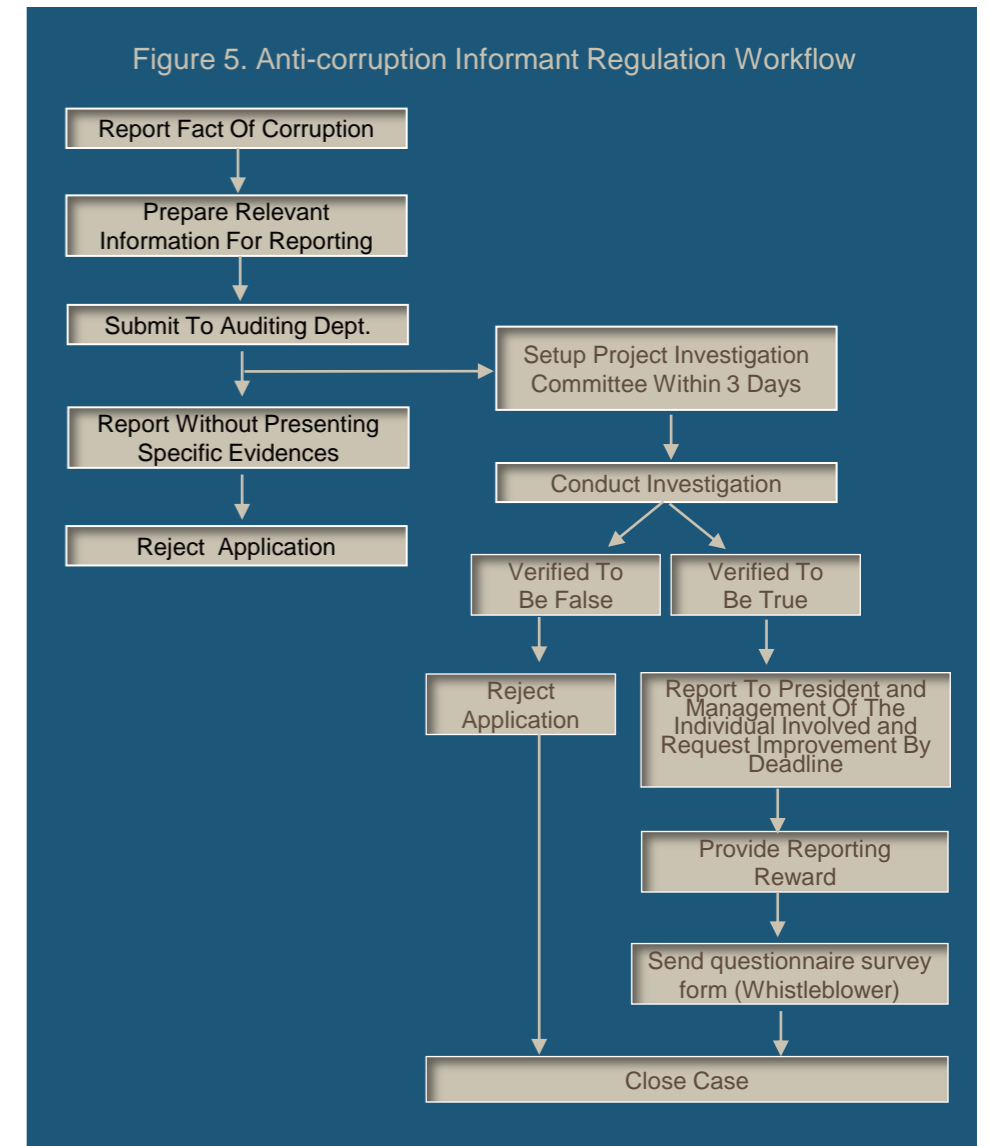 Figure 5. Anti-corruption Informant Regulation Workflow
Report Fact Of Corruption
Prepare Relevant
Information For Reporting
Submit To Auditing Dept.
Report Without Presenting
Specific Evidences
Reject Application
Setup Project Investigation
Committee Within 3 Days
Conduct Investigation
Verified To
Be False
Verified To
Be True
Reject
Application
Report To President and
Management Of The
Individual Involved and
Request Improvement By
Deadline
Provide Reporting
Reward
Send questionnaire survey
form (Whistleblower)
Close Case